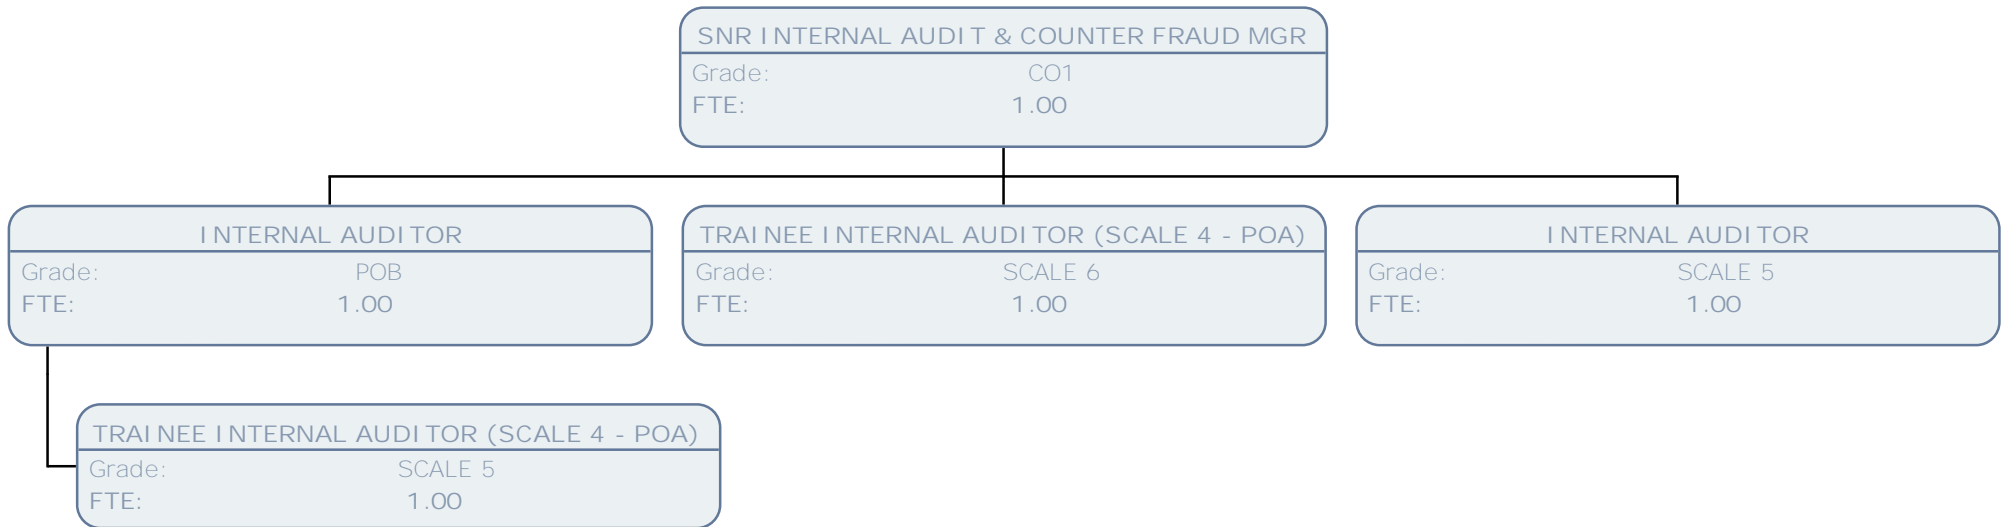 SNR INTERNAL AUDIT & COUNTER FRAUD MGR
Grade: CO1
FTE: 1.00
INTERNAL AUDITOR
Grade: POB
FTE: 1.00
TRAINEE INTERNAL AUDITOR (SCALE 4 - POA)
Grade: SCALE 6
FTE: 1.00
INTERNAL AUDITOR
Grade: SCALE 5
FTE: 1.00
TRAINEE INTERNAL AUDITOR (SCALE 4 - POA)
Grade: SCALE 5
FTE: 1.00